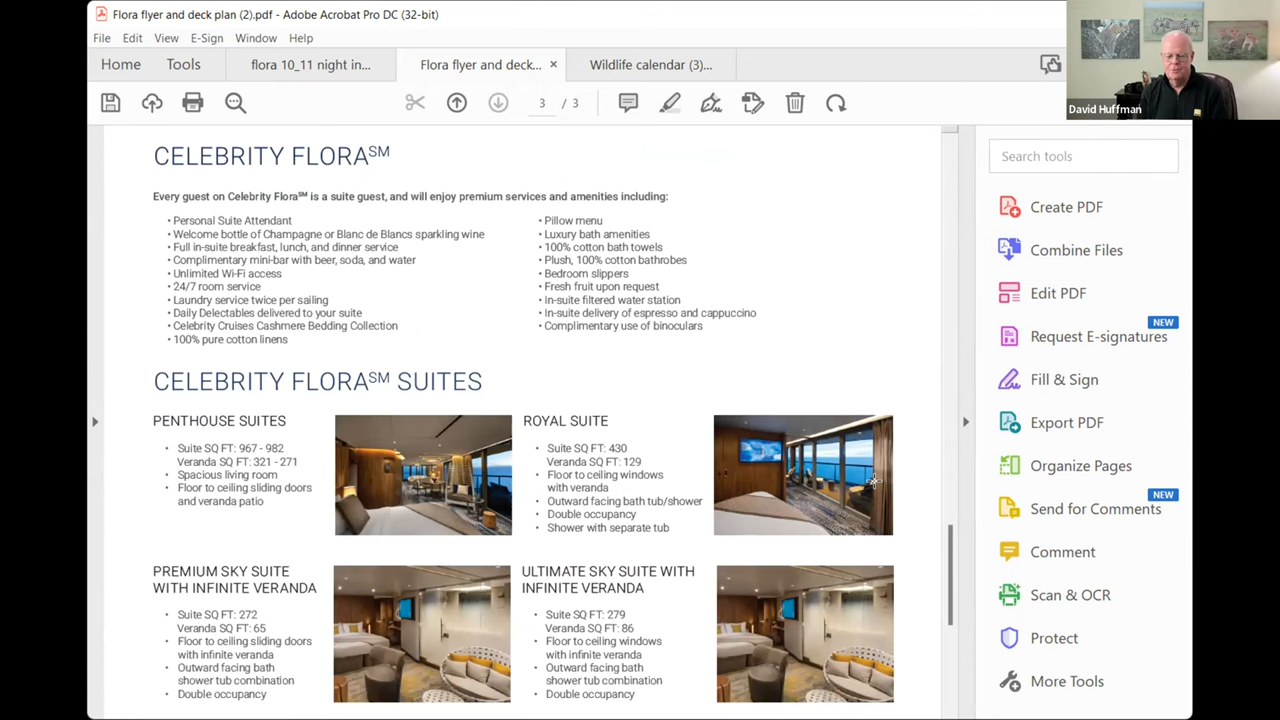 Flora flyer and deck plan (2).pdf - Adobe Acrobat Pro DC (32-bit)
File Edit View E-Sign Window Help
Home Tools flora 10_11 night in... Flora flyer and deck... × Wildlife calendar (3)...
3 / 3
David Huffman
CELEBRITY FLORA℠
Every guest on Celebrity Flora℠ is a suite guest, and will enjoy premium services and amenities including:
• Personal Suite Attendant
• Welcome bottle of Champagne or Blanc de Blancs sparkling wine
• Full in-suite breakfast, lunch, and dinner service
• Complimentary mini-bar with beer, soda, and water
• Unlimited Wi-Fi access
• 24/7 room service
• Laundry service twice per sailing
• Daily Delectables delivered to your suite
• Celebrity Cruises Cashmere Bedding Collection
• 100% pure cotton linens
• Pillow menu
• Luxury bath amenities
• 100% cotton bath towels
• Plush, 100% cotton bathrobes
• Bedroom slippers
• Fresh fruit upon request
• In-suite filtered water station
• In-suite delivery of espresso and cappuccino
• Complimentary use of binoculars
CELEBRITY FLORA℠ SUITES
PENTHOUSE SUITES
• Suite SQ FT: 967 - 982
Veranda SQ FT: 321 - 271
• Spacious living room
• Floor to ceiling sliding doors
and veranda patio
ROYAL SUITE
• Suite SQ FT: 430
Veranda SQ FT: 129
• Floor to ceiling windows
with veranda
• Outward facing bath tub/shower
• Double occupancy
• Shower with separate tub
PREMIUM SKY SUITE
WITH INFINITE VERANDA
• Suite SQ FT: 272
Veranda SQ FT: 65
• Floor to ceiling sliding doors
with infinite veranda
• Outward facing bath
shower tub combination
• Double occupancy
ULTIMATE SKY SUITE WITH
INFINITE VERANDA
• Suite SQ FT: 279
Veranda SQ FT: 86
• Floor to ceiling windows
with infinite veranda
• Outward facing bath
shower tub combination
• Double occupancy
Search tools
Create PDF
Combine Files
Edit PDF
NEW
Request E-signatures
Fill & Sign
Export PDF
Organize Pages
NEW
Send for Comments
Comment
Scan & OCR
Protect
More Tools